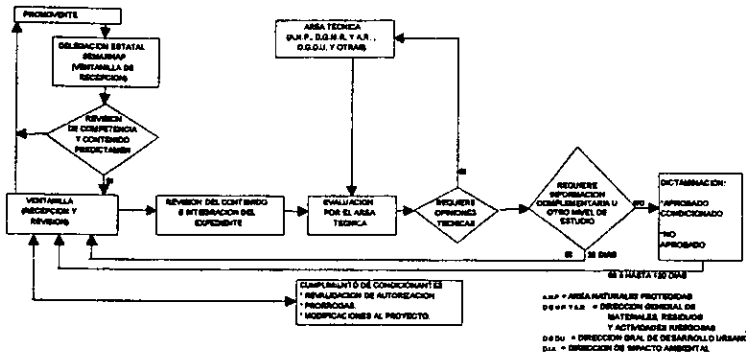 PROMOVENTE
DELEGACION ESTATAL
SEMARNAP
(VENTANILLA DE
RECEPCION)
REVISION
DE COMPETENCIA
Y CONTENIDO
PREDICTAMEN
SI
AREA TECNICA
(A.N.P., D.G.M.R. Y A.R.,
D.G.D.U. Y OTRAS)
SI
VENTANILLA
(RECEPCION Y
REVISION)
REVISION DEL CONTENIDO
E INTEGRACION DEL
EXPEDIENTE
EVALUACION
POR EL AREA
TECNICA
REQUIERE
OPINIONES
TECNICAS
REQUIERE
INFORMACION
COMPLEMENTARIA U
OTRO NIVEL DE
ESTUDIO
NO
DICTAMINACION:
*APROBADO
CONDICIONADO
*NO
APROBADO
SI
DIAS
HASTA 120 DIAS
CUMPLIMIENTO DE CONDICIONANTES
* REVALIDACION DE AUTORIZACION
* PRORROGAS.
* MODIFICACIONES AL PROYECTO.
A.N.P = AREA NATURALES PROTEGIDAS
= DIRECCION GENERAL DE
MATERIALES, RESIDUOS
Y ACTIVIDADES RIESGOSAS
DGDU = DIRECCION GRAL DE DESARROLLO URBANO
D.I.A. = DIRECCION DE IMPACTO AMBIENTAL